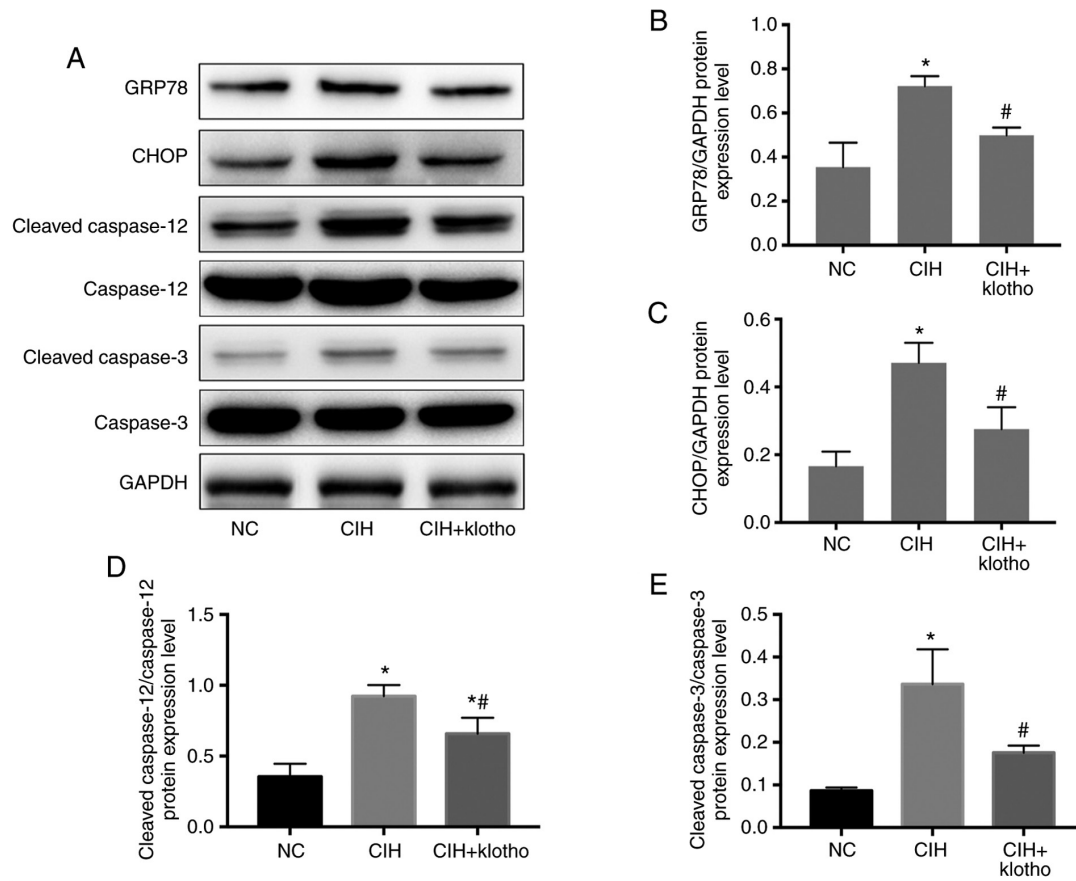 A
GRP78
CHOP
Cleaved caspase-12
Caspase-12
Cleaved caspase-3
Caspase-3
GAPDH
NC CIH CIH+klotho
B
GRP78/GAPDH protein
expression level
1.0
0.8
0.6
0.4
0.2
0.0
*
#
NC CIH CIH+
klotho
C
CHOP/GAPDH protein
expression level
0.6
0.4
0.2
0.0
*
#
NC CIH CIH+
klotho
D
Cleaved caspase-12/caspase-12
protein expression level
1.5
1.0
0.5
0.0
*
*#
NC CIH CIH+klotho
E
Cleaved caspase-3/caspase-3
protein expression level
0.5
0.4
0.3
0.2
0.1
0.0
*
#
NC CIH CIH+
klotho